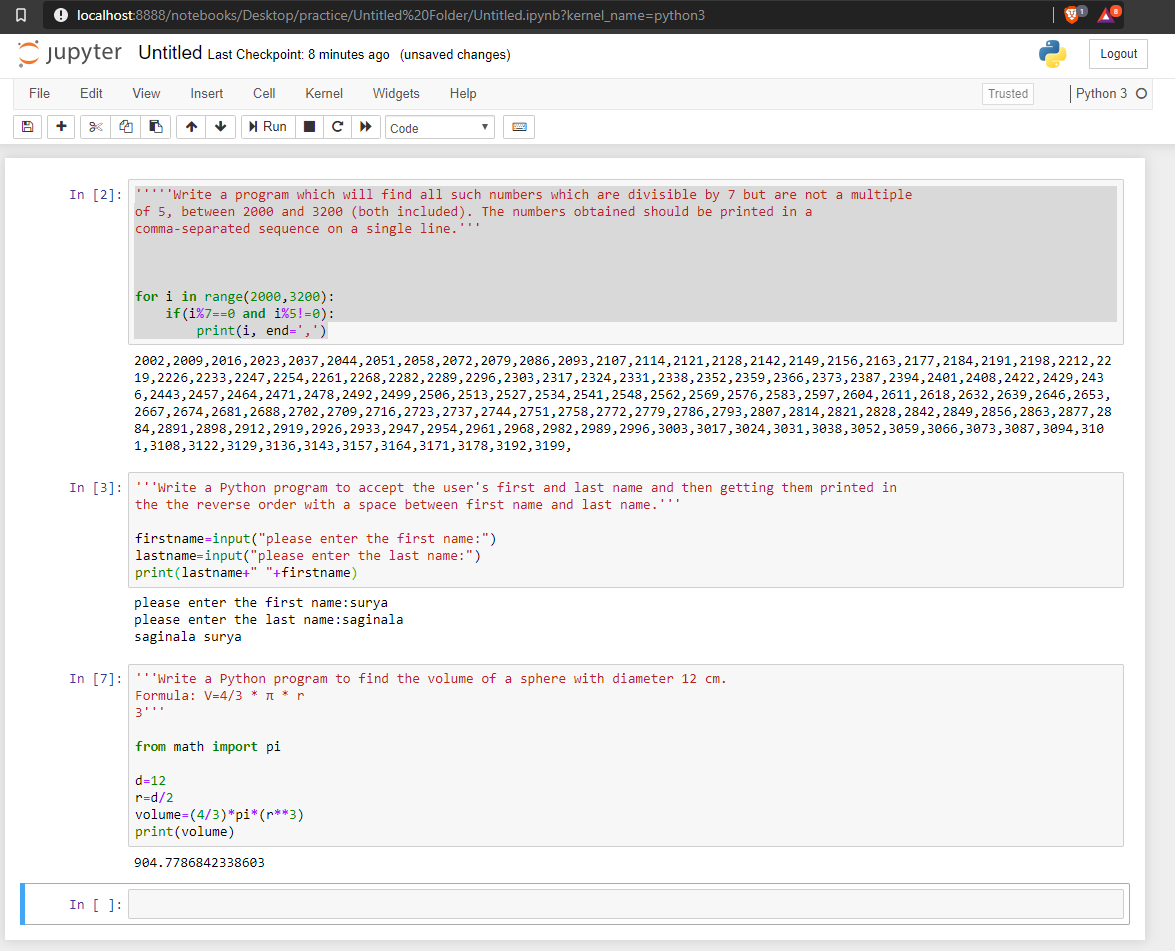 localhost:8888/notebooks/Desktop/practice/Untitled%20Folder/Untitled.ipynb?kernel_name=python3
1
8
jupyter Untitled Last Checkpoint: 8 minutes ago (unsaved changes)
Logout
File Edit View Insert Cell Kernel Widgets Help
Trusted
Python 3
Run
Code
In [2]:
'''''Write a program which will find all such numbers which are divisible by 7 but are not a multiple
of 5, between 2000 and 3200 (both included). The numbers obtained should be printed in a
comma-separated sequence on a single line.'''
for i in range(2000,3200):
    if(i%7==0 and i%5!=0):
        print(i, end=',')
2002,2009,2016,2023,2037,2044,2051,2058,2072,2079,2086,2093,2107,2114,2121,2128,2142,2149,2156,2163,2177,2184,2191,2198,2212,22
19,2226,2233,2247,2254,2261,2268,2282,2289,2296,2303,2317,2324,2331,2338,2352,2359,2366,2373,2387,2394,2401,2408,2422,2429,243
6,2443,2457,2464,2471,2478,2492,2499,2506,2513,2527,2534,2541,2548,2562,2569,2576,2583,2597,2604,2611,2618,2632,2639,2646,2653,
2667,2674,2681,2688,2702,2709,2716,2723,2737,2744,2751,2758,2772,2779,2786,2793,2807,2814,2821,2828,2842,2849,2856,2863,2877,28
84,2891,2898,2912,2919,2926,2933,2947,2954,2961,2968,2982,2989,2996,3003,3017,3024,3031,3038,3052,3059,3066,3073,3087,3094,310
1,3108,3122,3129,3136,3143,3157,3164,3171,3178,3192,3199,
In [3]:
'''Write a Python program to accept the user's first and last name and then getting them printed in
the the reverse order with a space between first name and last name.'''
firstname=input("please enter the first name:")
lastname=input("please enter the last name:")
print(lastname+" "+firstname)
please enter the first name:surya
please enter the last name:saginala
saginala surya
In [7]:
'''Write a Python program to find the volume of a sphere with diameter 12 cm.
Formula: V=4/3 * π * r
3'''
from math import pi
d=12
r=d/2
volume=(4/3)*pi*(r**3)
print(volume)
904.7786842338603
In [ ]: